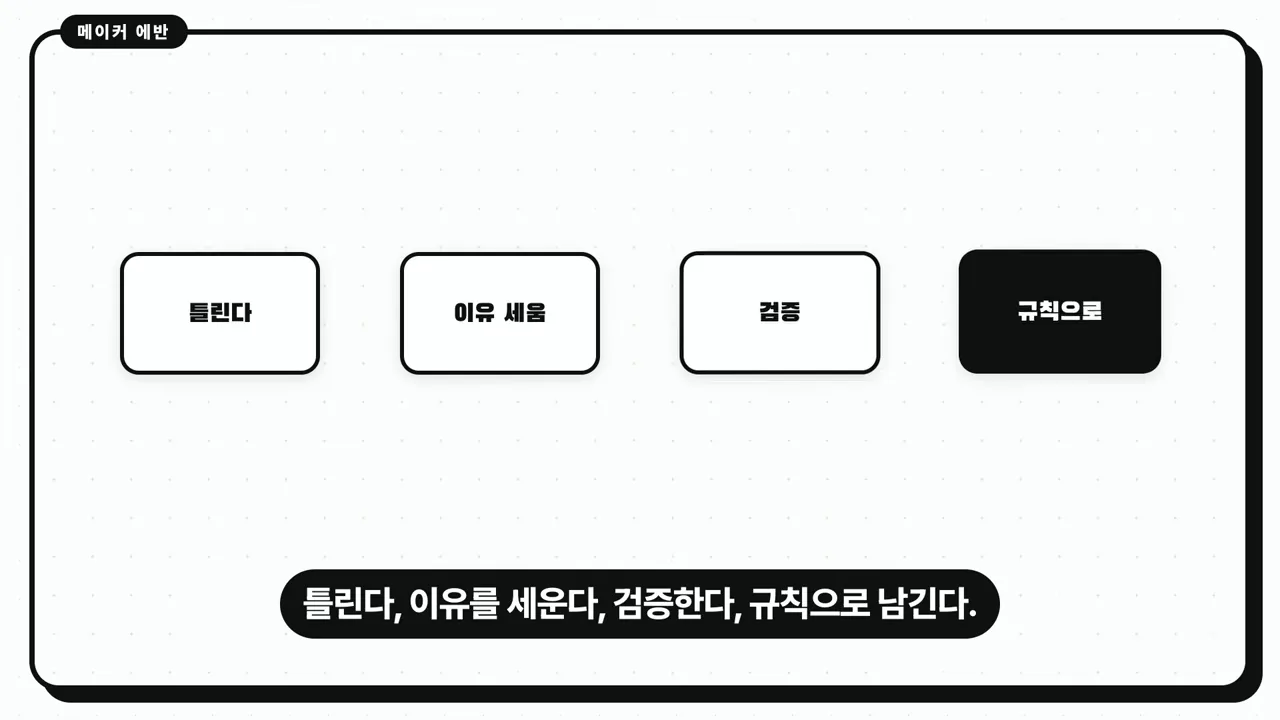 메이커 에반
틀린다
이유 세움
검증
규칙으로
틀린다, 이유를 세운다, 검증한다, 규칙으로 남긴다.